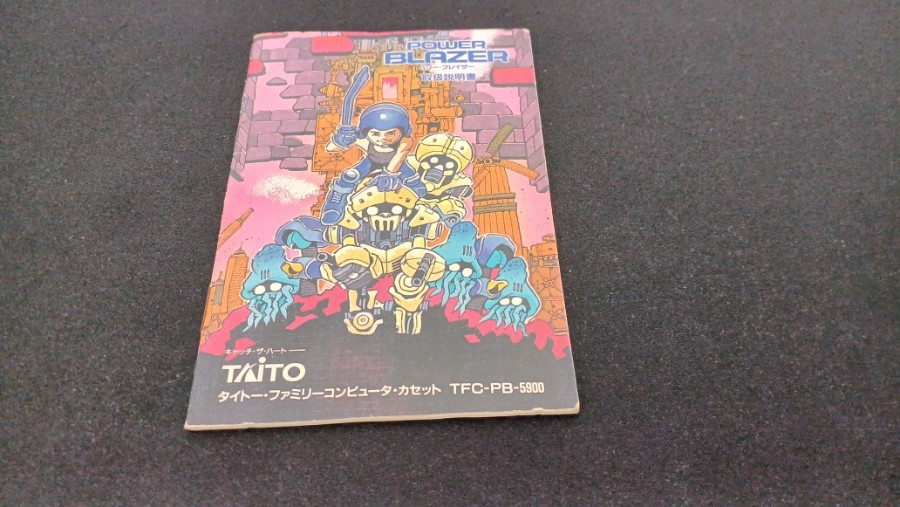 POWER
BLAZER
パワー・ブレイザー
取扱説明書
キャッチ・ザ・ハート
TAITO
タイトー・ファミリーコンピュータ・カセット TFC-PB-5900